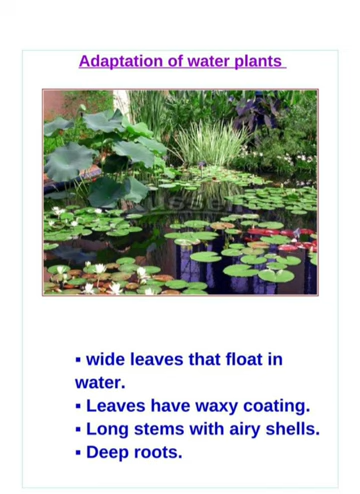 Adaptation of water plants
▪ wide leaves that float in
water.
▪ Leaves have waxy coating.
▪ Long stems with airy shells.
▪ Deep roots.